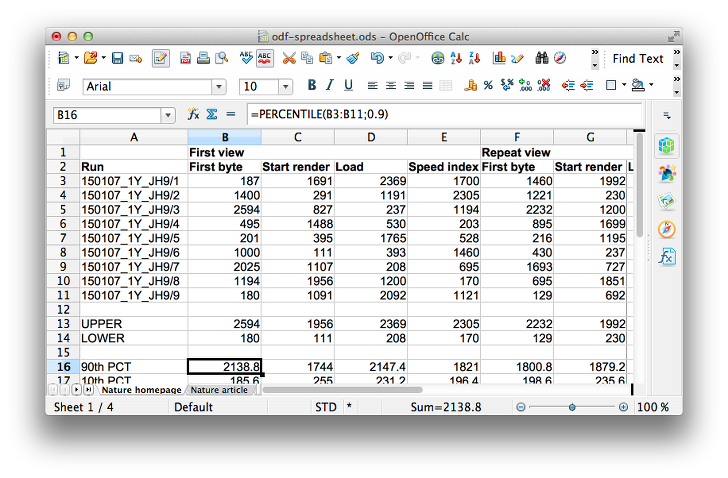 odf-spreadsheet.ods - OpenOffice Calc
Find Text
Arial 10 B I U
B16 =PERCENTILE(B3:B11;0.9)
A B C D E F G
1 First view Repeat view
2 Run First byte Start render Load Speed index First byte Start render L
3 150107_1Y_JH9/1 187 1691 2369 1700 1460 1992
4 150107_1Y_JH9/2 1400 291 1191 2305 1221 230
5 150107_1Y_JH9/3 2594 827 237 1194 2232 1200
6 150107_1Y_JH9/4 495 1488 530 203 895 1699
7 150107_1Y_JH9/5 201 395 1765 528 216 1195
8 150107_1Y_JH9/6 1000 111 393 1460 430 237
9 150107_1Y_JH9/7 2025 1107 208 695 1693 727
10 150107_1Y_JH9/8 1194 1956 1200 170 695 1851
11 150107_1Y_JH9/9 180 1091 2092 1121 129 692
12
13 UPPER 2594 1956 2369 2305 2232 1992
14 LOWER 180 111 208 170 129 230
15
16 90th PCT 2138.8 1744 2147.4 1821 1800.8 1879.2
17 10th PCT 185.6 255 231.2 196.4 198.6 235.6
Nature homepage Nature article
Sheet 1 / 4 Default STD * Sum=2138.8 100 %